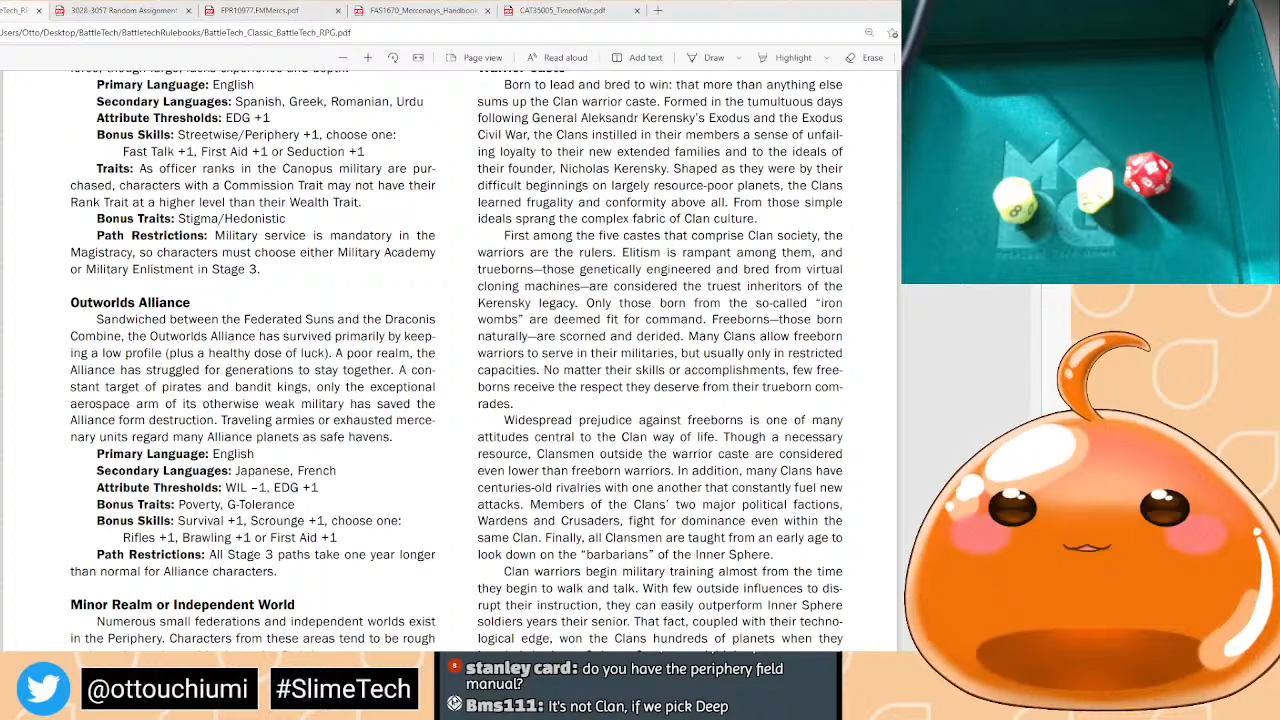 eTech_R
3028-3057 Random Assignment
FPR10977.FMMercs.pdf
FAS1670_Mercenarys_Handbook
CAT35005_TimeofWar.pdf
Jsers/Otto/Desktop/BattleTech/BattletechRulebooks/BattleTech_Classic_BattleTech_RPG.pdf
Page view
Read aloud
Add text
Draw
Highlight
Erase
Primary Language: English
Secondary Languages: Spanish, Greek, Romanian, Urdu
Attribute Thresholds: EDG +1
Bonus Skills: Streetwise/Periphery +1, choose one:
Fast Talk +1, First Aid +1 or Seduction +1
Traits: As officer ranks in the Canopus military are pur-
chased, characters with a Commission Trait may not have their
Rank Trait at a higher level than their Wealth Trait.
Bonus Traits: Stigma/Hedonistic
Path Restrictions: Military service is mandatory in the
Magistracy, so characters must choose either Military Academy
or Military Enlistment in Stage 3.
Outworlds Alliance
Sandwiched between the Federated Suns and the Draconis
Combine, the Outworlds Alliance has survived primarily by keep-
ing a low profile (plus a healthy dose of luck). A poor realm, the
Alliance has struggled for generations to stay together. A con-
stant target of pirates and bandit kings, only the exceptional
aerospace arm of its otherwise weak military has saved the
Alliance form destruction. Traveling armies or exhausted merce-
nary units regard many Alliance planets as safe havens.
Primary Language: English
Secondary Languages: Japanese, French
Attribute Thresholds: WIL –1, EDG +1
Bonus Traits: Poverty, G-Tolerance
Bonus Skills: Survival +1, Scrounge +1, choose one:
Rifles +1, Brawling +1 or First Aid +1
Path Restrictions: All Stage 3 paths take one year longer
than normal for Alliance characters.
Minor Realm or Independent World
Numerous small federations and independent worlds exist
in the Periphery. Characters from these areas tend to be rough
Born to lead and bred to win: that more than anything else
sums up the Clan warrior caste. Formed in the tumultuous days
following General Aleksandr Kerensky's Exodus and the Exodus
Civil War, the Clans instilled in their members a sense of unfail-
ing loyalty to their new extended families and to the ideals of
their founder, Nicholas Kerensky. Shaped as they were by their
difficult beginnings on largely resource-poor planets, the Clans
learned frugality and conformity above all. From those simple
ideals sprang the complex fabric of Clan culture.
First among the five castes that comprise Clan society, the
warriors are the rulers. Elitism is rampant among them, and
trueborns—those genetically engineered and bred from virtual
cloning machines—are considered the truest inheritors of the
Kerensky legacy. Only those born from the so-called “iron
wombs” are deemed fit for command. Freeborns—those born
naturally—are scorned and derided. Many Clans allow freeborn
warriors to serve in their militaries, but usually only in restricted
capacities. No matter their skills or accomplishments, few free-
borns receive the respect they deserve from their trueborn com-
rades.
Widespread prejudice against freeborns is one of many
attitudes central to the Clan way of life. Though a necessary
resource, Clansmen outside the warrior caste are considered
even lower than freeborn warriors. In addition, many Clans have
centuries-old rivalries with one another that constantly fuel new
attacks. Members of the Clans' two major political factions,
Wardens and Crusaders, fight for dominance even within the
same Clan. Finally, all Clansmen are taught from an early age to
look down on the “barbarians” of the Inner Sphere.
Clan warriors begin military training almost from the time
they begin to walk and talk. With few outside influences to dis-
rupt their instruction, they can easily outperform Inner Sphere
soldiers years their senior. That fact, coupled with their techno-
logical edge, won the Clans hundreds of planets when they
@ottouchiumi
#SlimeTech
stanley card: do you have the periphery field
manual?
Bms111: It's not Clan, if we pick Deep